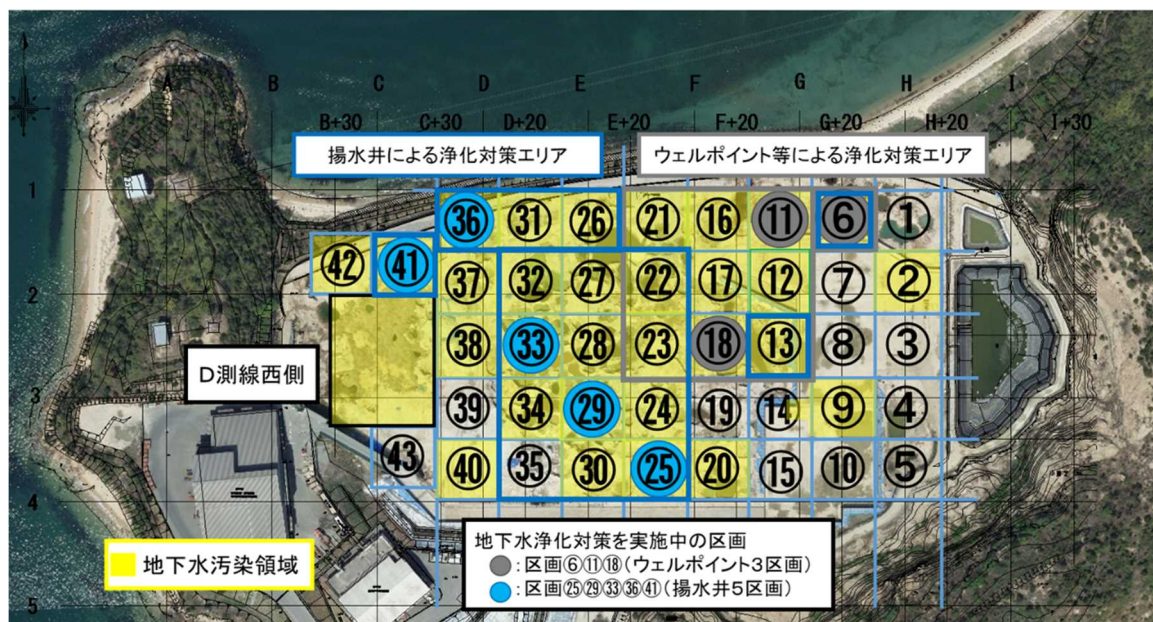 A B C D E F G H I
B+30 C+30 D+20 E+20 F+20 G+20 H+20 I+30
揚水井による浄化対策エリア
ウェルポイント等による浄化対策エリア
1
㊱ ㉛ ㉖ ㉑ ⑯ ⑪ ⑥ ①
㊷ ㊶ ㊲ ㉜ ㉗ ㉒ ⑰ ⑫ ⑦ ②
2
㊳ ㉝ ㉘ ㉓ ⑱ ⑬ ⑧ ③
D測線西側
3
㊴ ㉞ ㉙ ㉔ ⑲ ⑭ ⑨ ④
㊸ ㊵ ㉟ ㉚ ㉕ ⑳ ⑮ ⑩ ⑤
4
地下水浄化対策を実施中の区画
:区画⑥⑪⑱(ウェルポイント3区画)
:区画㉕㉙㉝㊱㊶(揚水井5区画)
地下水汚染領域
5